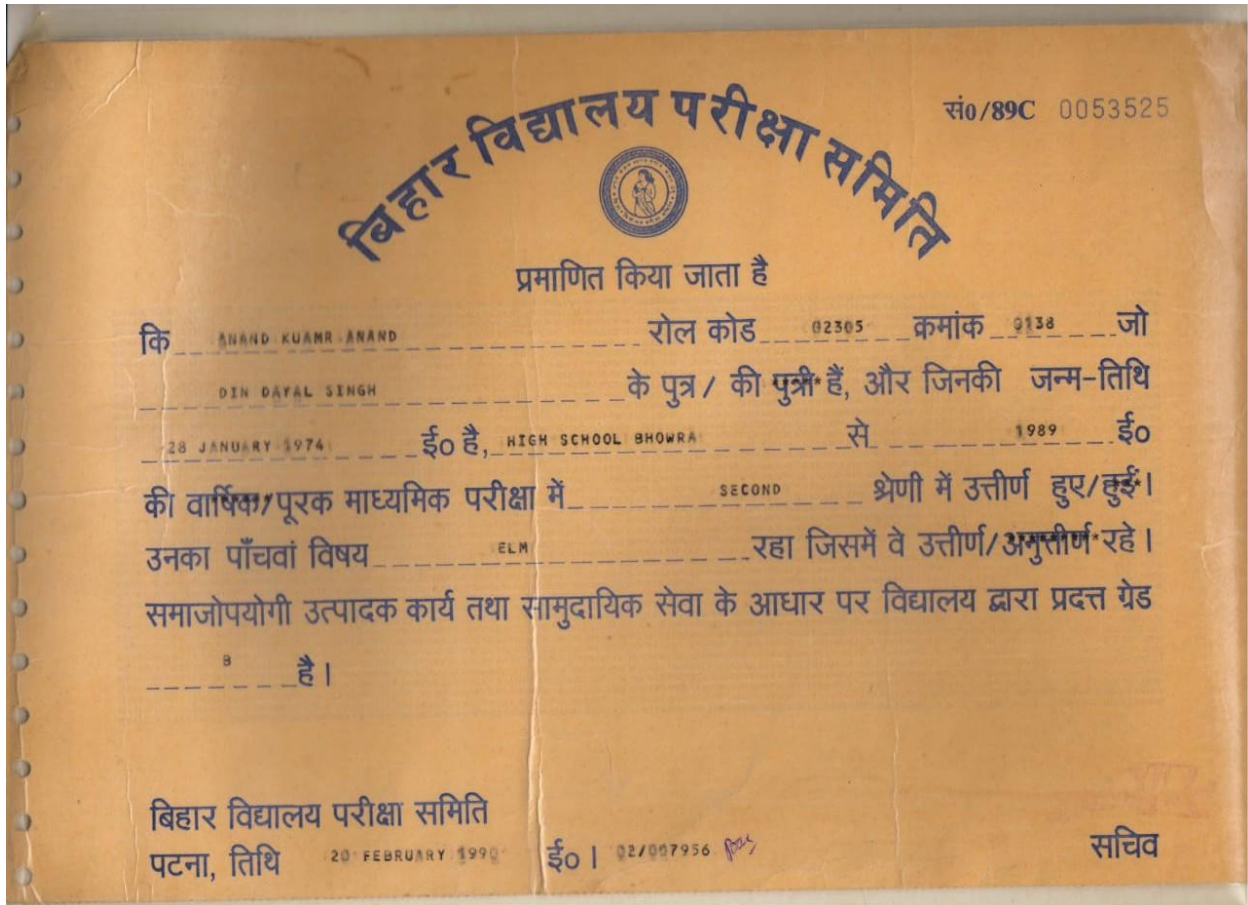 सं0/89C 0053525
बिहार विद्यालय परीक्षा समिति
प्रमाणित किया जाता है
कि ANAND KUAMR ANAND रोल कोड 02305 क्रमांक 0138 जो
DIN DAYAL SINGH के पुत्र / की पुत्री** हैं, और जिनकी जन्म-तिथि
28 JANUARY 1974 ई० है, HIGH SCHOOL BHOWRA से 1989 ई०
की वार्षिक/पूरक माध्यमिक परीक्षा में SECOND श्रेणी में उत्तीर्ण हुए/हुईं।
उनका पाँचवां विषय ELM रहा जिसमें वे उत्तीर्ण/अनुत्तीर्ण रहे।
समाजोपयोगी उत्पादक कार्य तथा सामुदायिक सेवा के आधार पर विद्यालय द्वारा प्रदत्त ग्रेड
B है।
बिहार विद्यालय परीक्षा समिति
पटना, तिथि 20 FEBRUARY 1990 ई० । 02/007956
सचिव